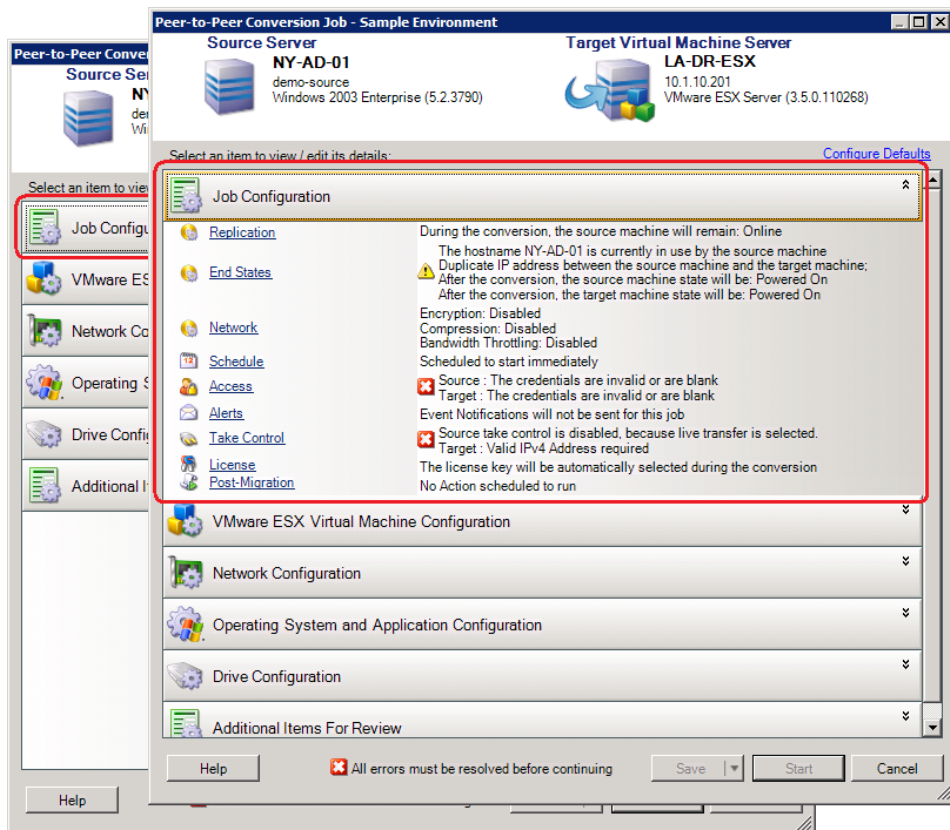 Peer-to-Peer Conversion Job - Sample Environment
Source Server
NY-AD-01
demo-source
Windows 2003 Enterprise (5.2.3790)
Target Virtual Machine Server
LA-DR-ESX
10.1.10.201
VMware ESX Server (3.5.0.110268)
Select an item to view / edit its details:
Configure Defaults
Job Configuration
Replication
During the conversion, the source machine will remain: Online
End States
The hostname NY-AD-01 is currently in use by the source machine
Duplicate IP address between the source machine and the target machine;
After the conversion, the source machine state will be: Powered On
After the conversion, the target machine state will be: Powered On
Network
Encryption: Disabled
Compression: Disabled
Bandwidth Throttling: Disabled
Schedule
Scheduled to start immediately
Access
Source : The credentials are invalid or are blank
Target : The credentials are invalid or are blank
Alerts
Event Notifications will not be sent for this job
Take Control
Source take control is disabled, because live transfer is selected.
Target : Valid IPv4 Address required
License
The license key will be automatically selected during the conversion
Post-Migration
No Action scheduled to run
VMware ESX Virtual Machine Configuration
Network Configuration
Operating System and Application Configuration
Drive Configuration
Additional Items For Review
Help
All errors must be resolved before continuing
Save
Start
Cancel
Peer-to-Peer Conver
Source Se
NY
de
Wi
Select an item to vie
Job Configu
VMware ES
Network Co
Operating S
Drive Config
Additional I
Help